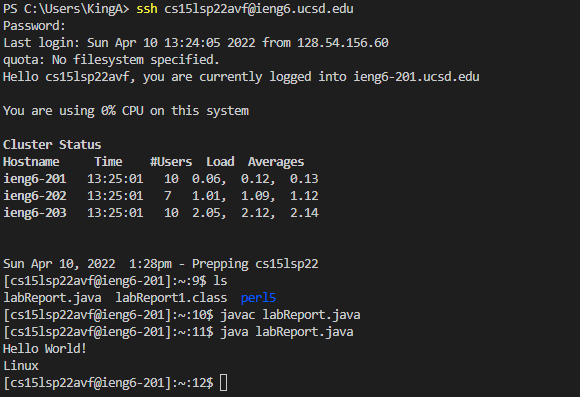 PS C:\Users\KingA> ssh cs15lsp22avf@ieng6.ucsd.edu
Password:
Last login: Sun Apr 10 13:24:05 2022 from 128.54.156.60
quota: No filesystem specified.
Hello cs15lsp22avf, you are currently logged into ieng6-201.ucsd.edu
You are using 0% CPU on this system
Cluster Status
Hostname     Time    #Users  Load  Averages
ieng6-201   13:25:01   10  0.06,  0.12,  0.13
ieng6-202   13:25:01   7   1.01,  1.09,  1.12
ieng6-203   13:25:01   10  2.05,  2.12,  2.14
Sun Apr 10, 2022  1:28pm - Prepping cs15lsp22
[cs15lsp22avf@ieng6-201]:~:9$ ls
labReport.java  labReport1.class  perl5
[cs15lsp22avf@ieng6-201]:~:10$ javac labReport.java
[cs15lsp22avf@ieng6-201]:~:11$ java labReport.java
Hello World!
Linux
[cs15lsp22avf@ieng6-201]:~:12$